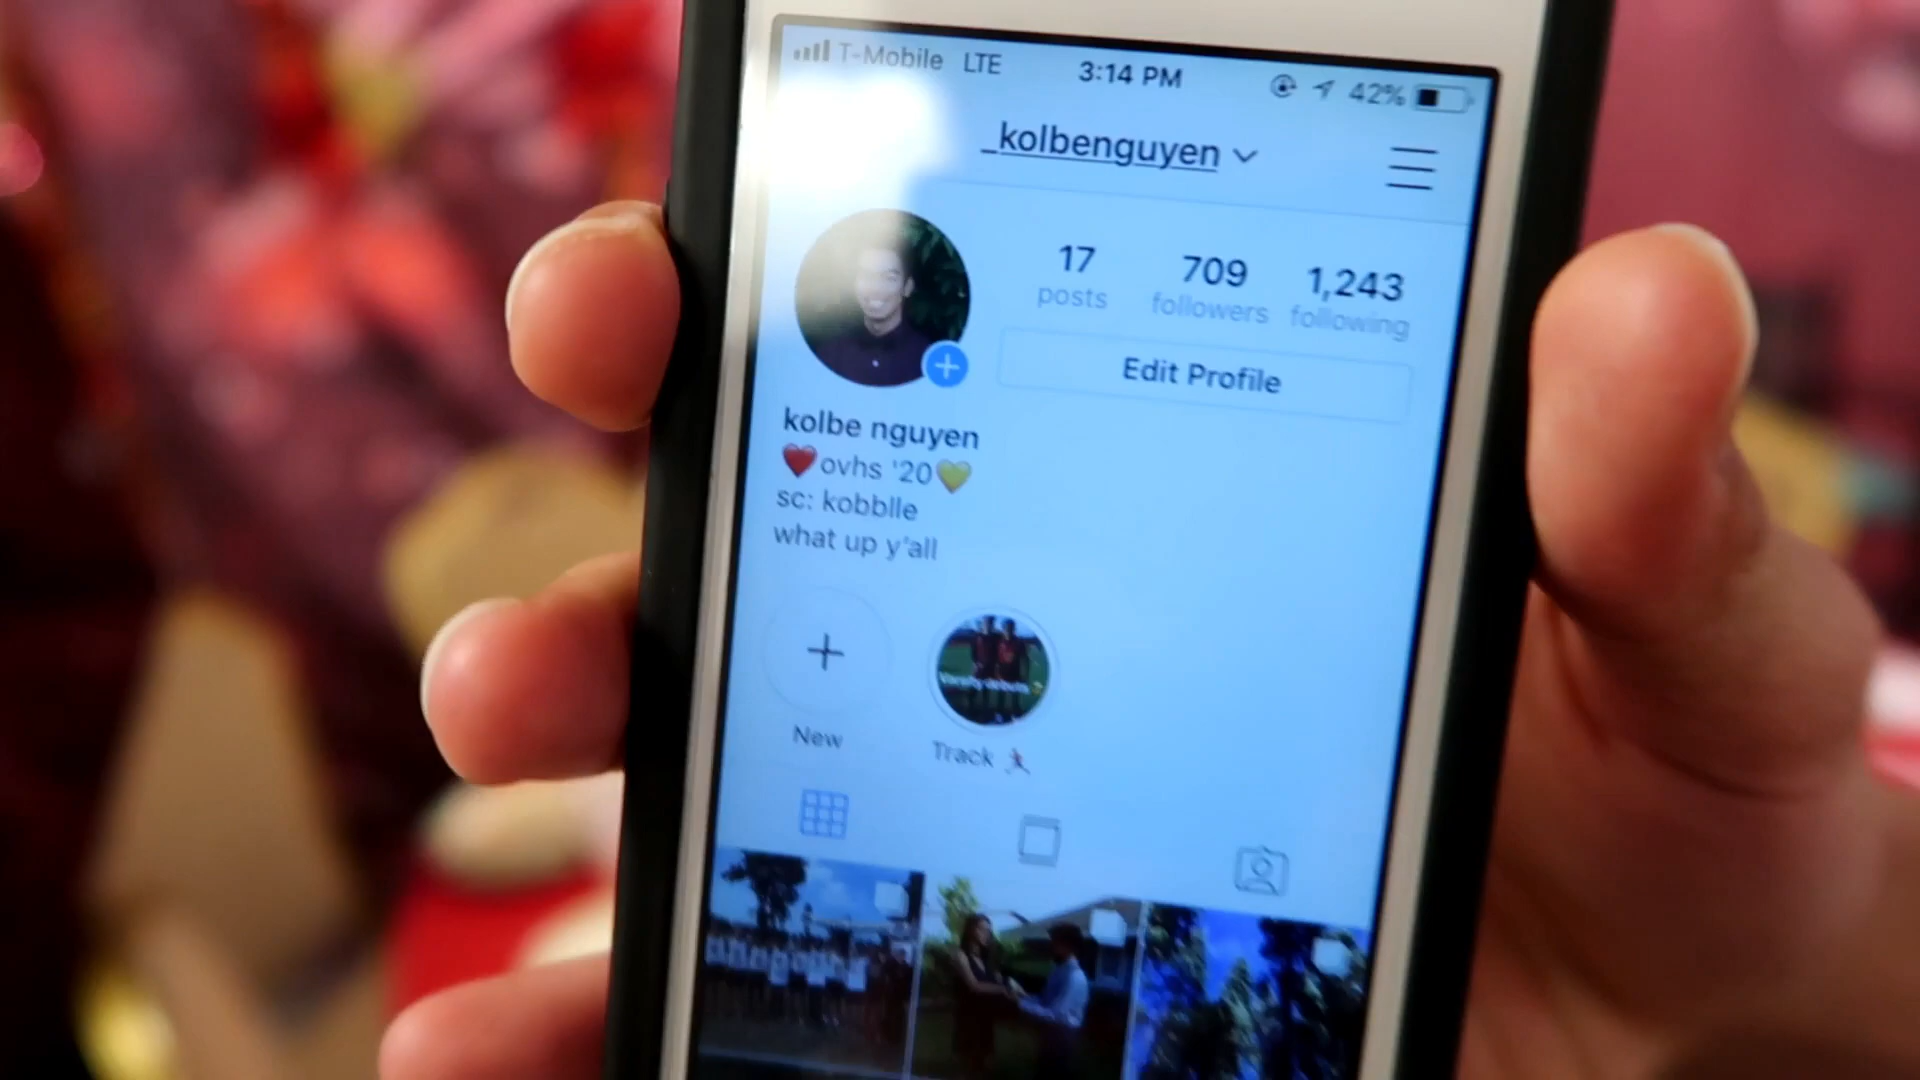 T-Mobile LTE 3:14 PM 42%
_kolbenguyen
17 709 1,243
posts followers following
Edit Profile
kolbe nguyen
❤️ovhs '20💛
sc: kobblle
what up y'all
New Track 🏃